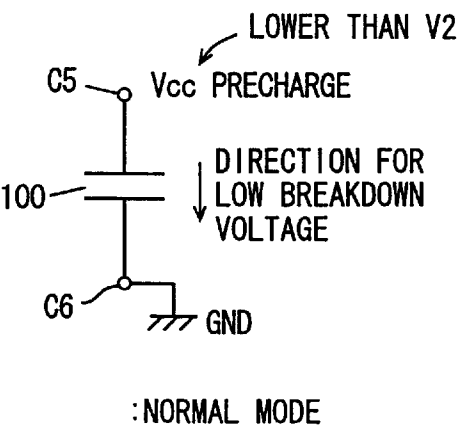 LOWER THAN V2
C5
Vcc PRECHARGE
100
DIRECTION FOR
LOW BREAKDOWN
VOLTAGE
C6
GND
:NORMAL MODE